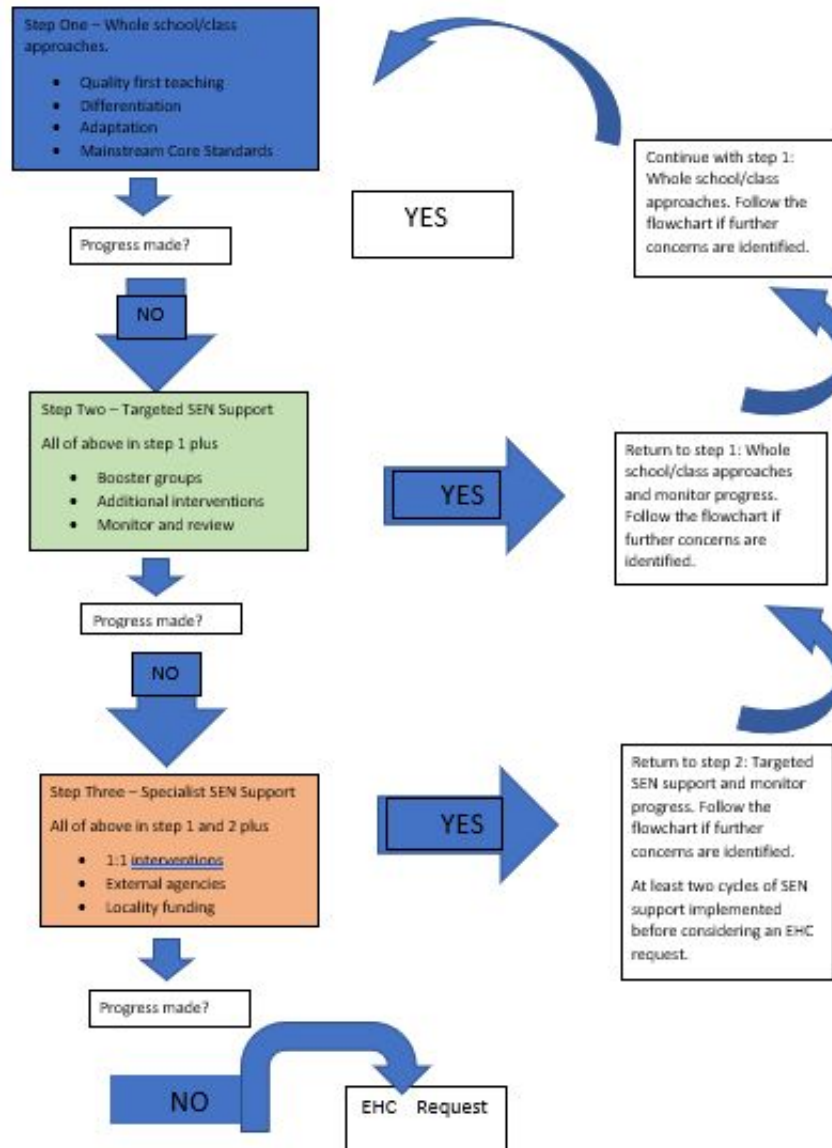 Step One – Whole school/class
approaches.
• Quality first teaching
• Differentiation
• Adaptation
• Mainstream Core Standards
Progress made?
YES
Continue with step 1:
Whole school/class
approaches. Follow the
flowchart if further
concerns are identified.
NO
Step Two – Targeted SEN Support
All of above in step 1 plus
• Booster groups
• Additional interventions
• Monitor and review
YES
Return to step 1: Whole
school/class approaches
and monitor progress.
Follow the flowchart if
further concerns are
identified.
Progress made?
NO
Step Three – Specialist SEN Support
All of above in step 1 and 2 plus
• 1:1 interventions
• External agencies
• Locality funding
YES
Return to step 2: Targeted
SEN support and monitor
progress. Follow the
flowchart if further
concerns are identified.
At least two cycles of SEN
support implemented
before considering an EHC
request.
Progress made?
NO
EHC Request